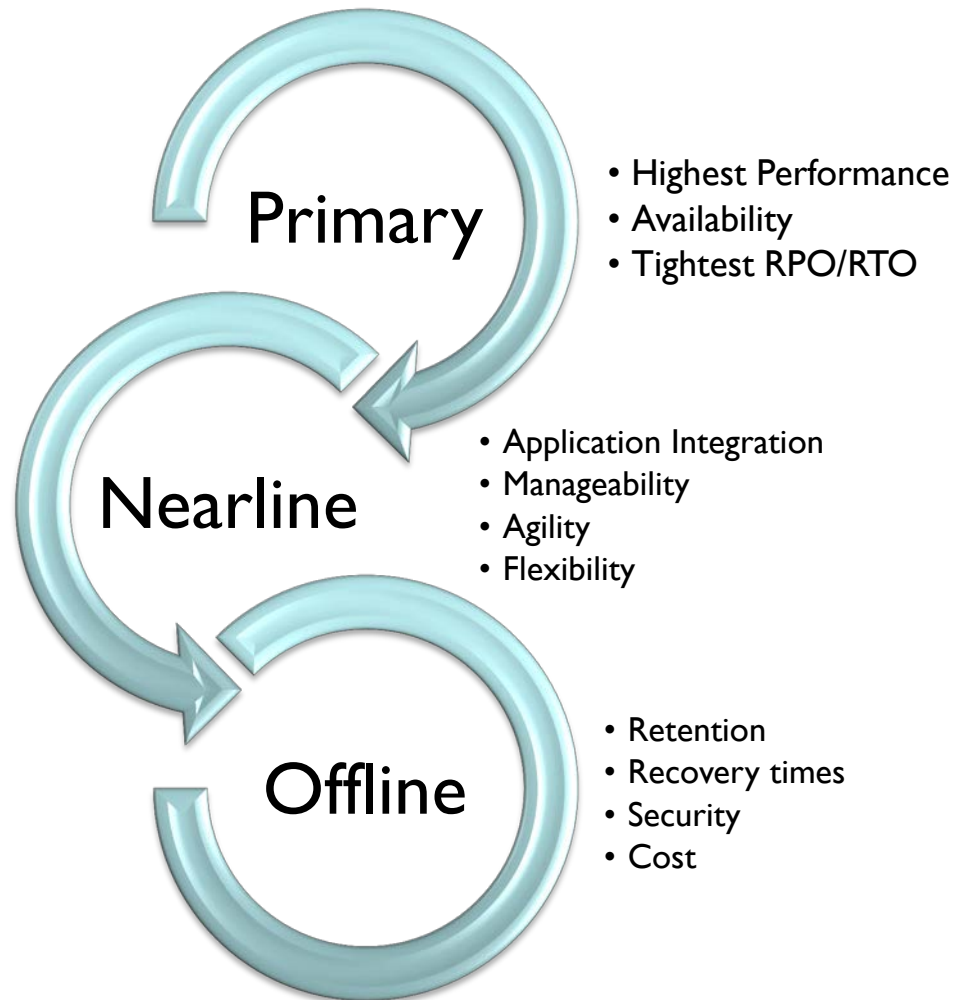 Primary
• Highest Performance
• Availability
• Tightest RPO/RTO
Nearline
• Application Integration
• Manageability
• Agility
• Flexibility
Offline
• Retention
• Recovery times
• Security
• Cost